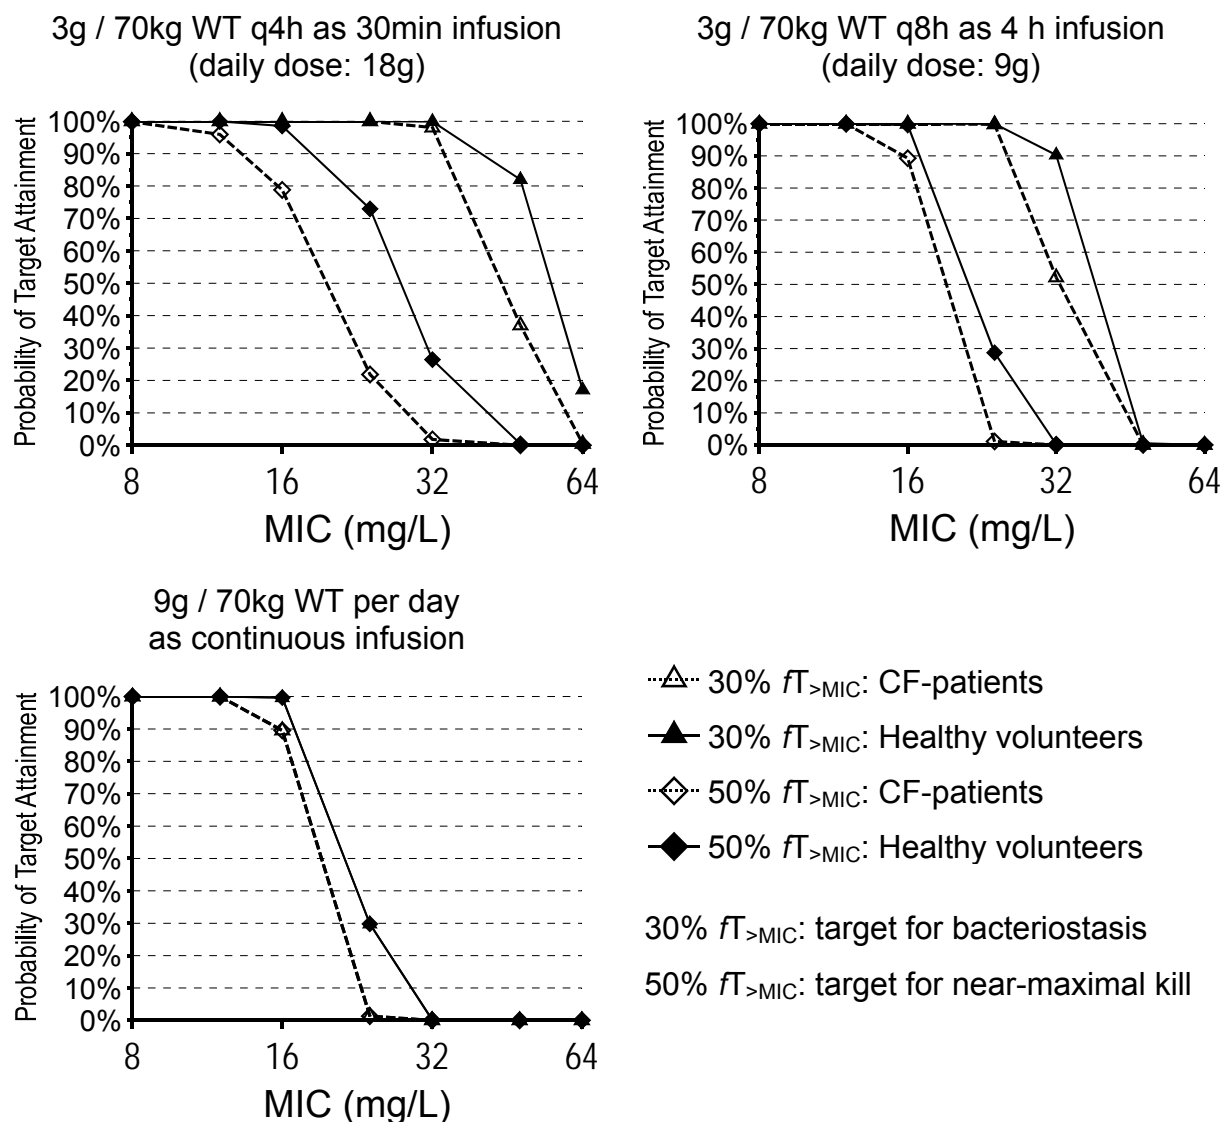 3g / 70kg WT q4h as 30min infusion
(daily dose: 18g)
Probability of Target Attainment
100%
90%
80%
70%
60%
50%
40%
30%
20%
10%
0%
8 16 32 64
MIC (mg/L)
3g / 70kg WT q8h as 4 h infusion
(daily dose: 9g)
Probability of Target Attainment
100%
90%
80%
70%
60%
50%
40%
30%
20%
10%
0%
8 16 32 64
MIC (mg/L)
9g / 70kg WT per day
as continuous infusion
Probability of Target Attainment
100%
90%
80%
70%
60%
50%
40%
30%
20%
10%
0%
8 16 32 64
MIC (mg/L)
30% fT>MIC: CF-patients
30% fT>MIC: Healthy volunteers
50% fT>MIC: CF-patients
50% fT>MIC: Healthy volunteers
30% fT>MIC: target for bacteriostasis
50% fT>MIC: target for near-maximal kill